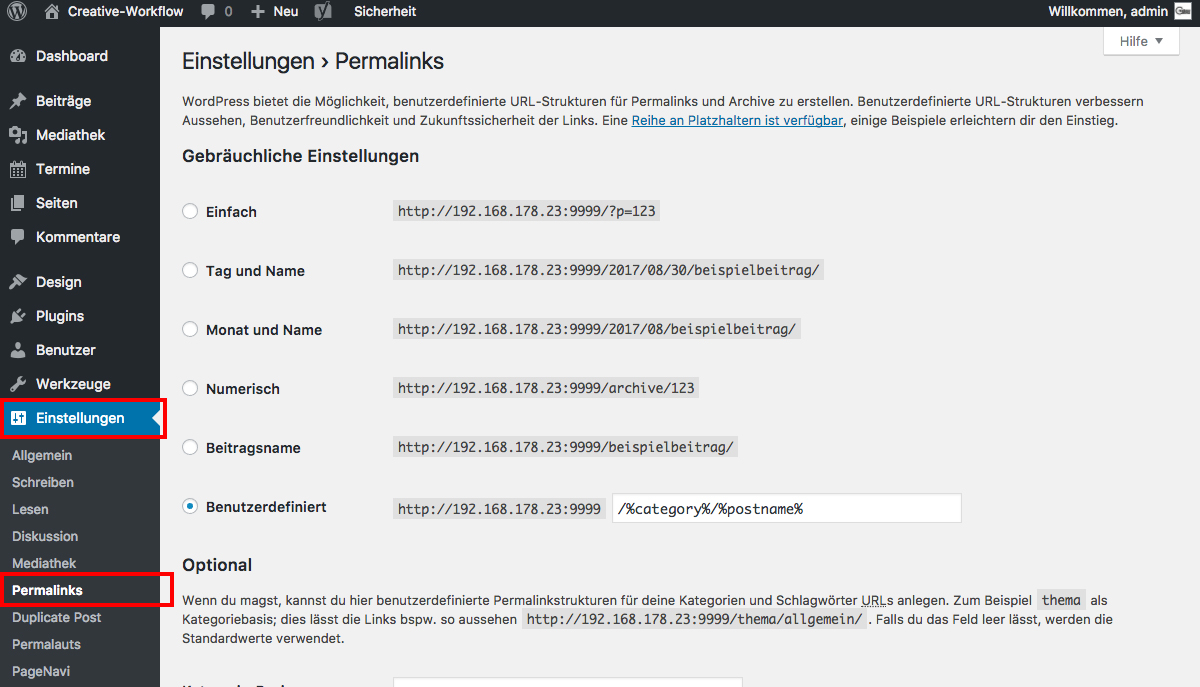 Creative-Workflow 0 Neu Sicherheit Willkommen, admin
Hilfe
Dashboard
Beiträge
Mediathek
Termine
Seiten
Kommentare
Design
Plugins
Benutzer
Werkzeuge
Einstellungen
Allgemein
Schreiben
Lesen
Diskussion
Mediathek
Permalinks
Duplicate Post
Permalauts
PageNavi
Einstellungen › Permalinks
WordPress bietet die Möglichkeit, benutzerdefinierte URL-Strukturen für Permalinks und Archive zu erstellen. Benutzerdefinierte URL-Strukturen verbessern
Aussehen, Benutzerfreundlichkeit und Zukunftssicherheit der Links. Eine Reihe an Platzhaltern ist verfügbar, einige Beispiele erleichtern dir den Einstieg.
Gebräuchliche Einstellungen
Einfach http://192.168.178.23:9999/?p=123
Tag und Name http://192.168.178.23:9999/2017/08/30/beispielbeitrag/
Monat und Name http://192.168.178.23:9999/2017/08/beispielbeitrag/
Numerisch http://192.168.178.23:9999/archive/123
Beitragsname http://192.168.178.23:9999/beispielbeitrag/
Benutzerdefiniert http://192.168.178.23:9999 /%category%/%postname%
Optional
Wenn du magst, kannst du hier benutzerdefinierte Permalinkstrukturen für deine Kategorien und Schlagwörter URLs anlegen. Zum Beispiel thema als
Kategoriebasis; dies lässt die Links bspw. so aussehen http://192.168.178.23:9999/thema/allgemein/ . Falls du das Feld leer lässt, werden die
Standardwerte verwendet.